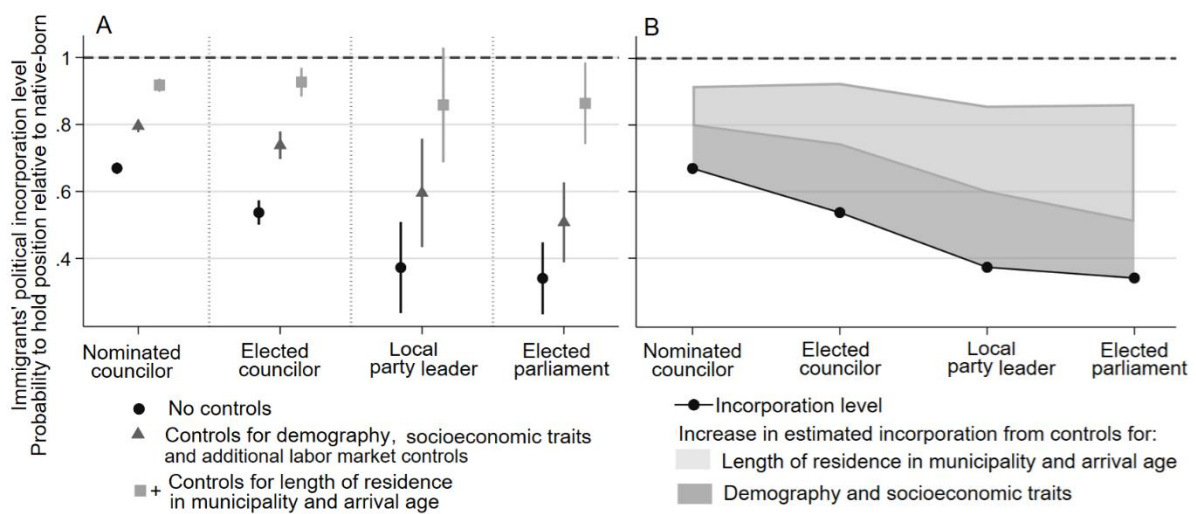 A
Immigrants' political incorporation level
Probability to hold position relative to native-born
1
.8
.6
.4
Nominated
councilor
Elected
councilor
Local
party leader
Elected
parliament
No controls
Controls for demography, socioeconomic traits
and additional labor market controls
+ Controls for length of residence
in municipality and arrival age
B
1
.8
.6
.4
Nominated
councilor
Elected
councilor
Local
party leader
Elected
parliament
Incorporation level
Increase in estimated incorporation from controls for:
Length of residence in municipality and arrival age
Demography and socioeconomic traits